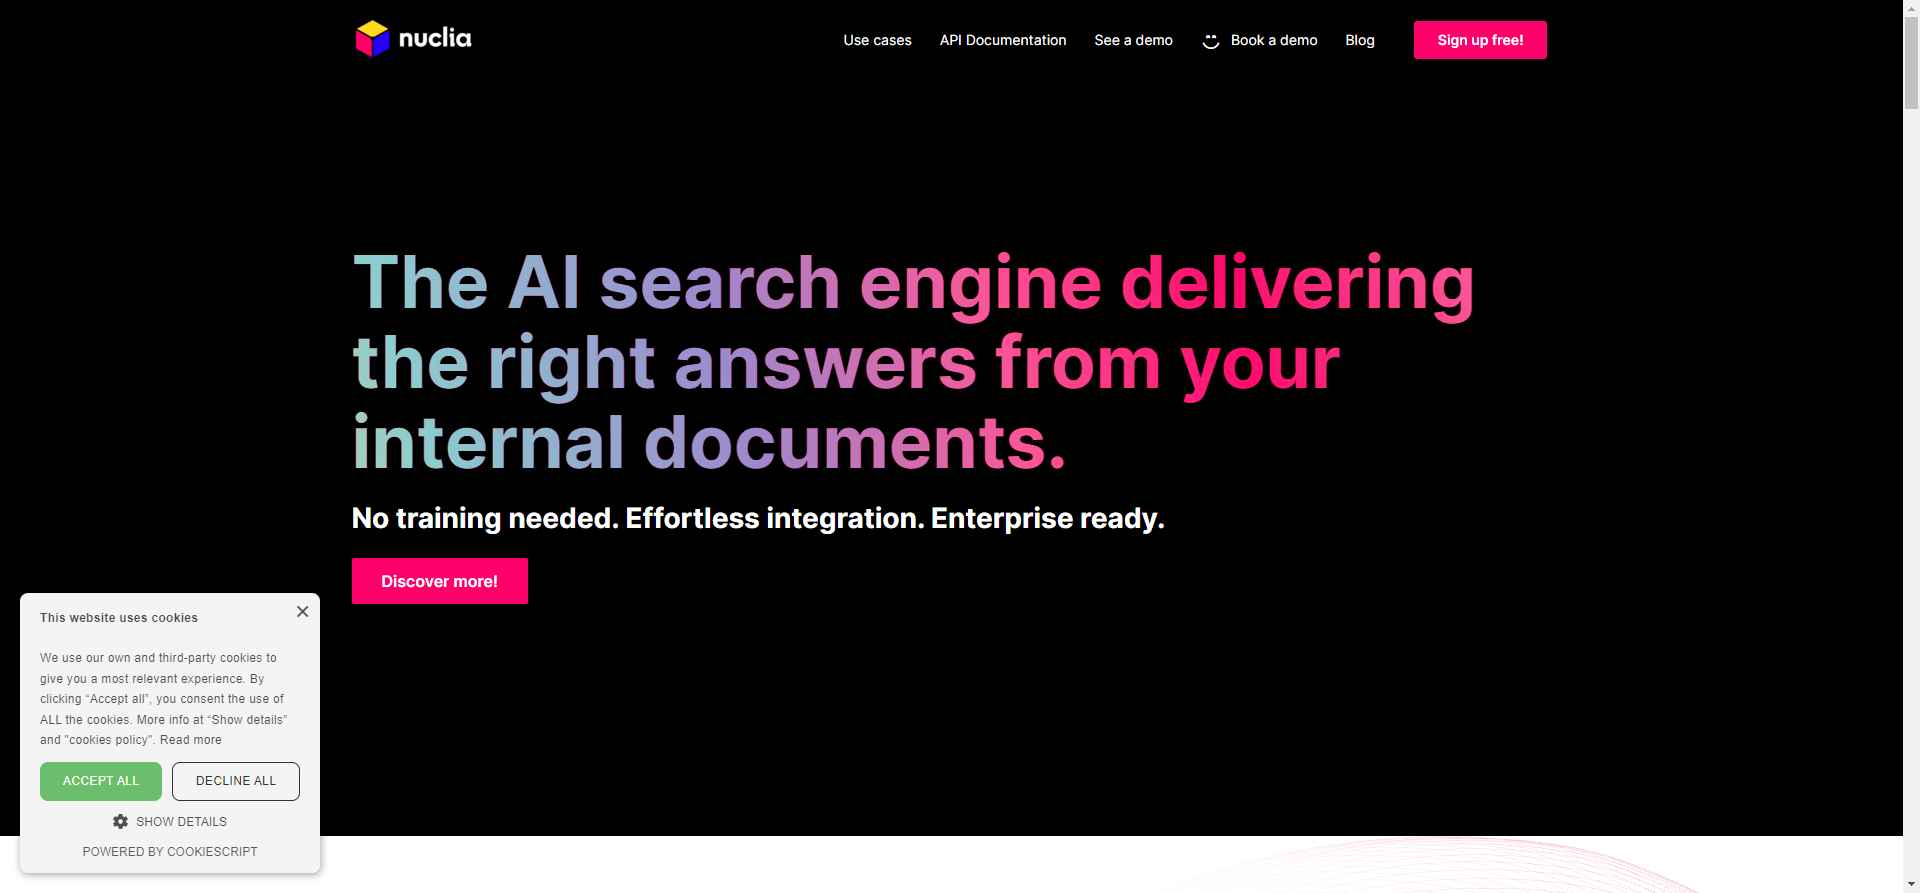 nuclia
Use cases
API Documentation
See a demo
Book a demo
Blog
Sign up free!
The AI search engine delivering
the right answers from your
internal documents.
No training needed. Effortless integration. Enterprise ready.
Discover more!
This website uses cookies
We use our own and third-party cookies to
give you a most relevant experience. By
clicking “Accept all”, you consent the use of
ALL the cookies. More info at “Show details”
and "cookies policy". Read more
ACCEPT ALL
DECLINE ALL
SHOW DETAILS
POWERED BY COOKIESCRIPT